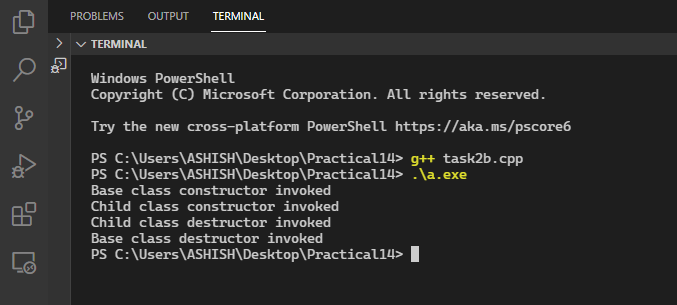 PROBLEMS OUTPUT TERMINAL
TERMINAL
Windows PowerShell
Copyright (C) Microsoft Corporation. All rights reserved.
Try the new cross-platform PowerShell https://aka.ms/pscore6
PS C:\Users\ASHISH\Desktop\Practical14> g++ task2b.cpp
PS C:\Users\ASHISH\Desktop\Practical14> .\a.exe
Base class constructor invoked
Child class constructor invoked
Child class destructor invoked
Base class destructor invoked
PS C:\Users\ASHISH\Desktop\Practical14>